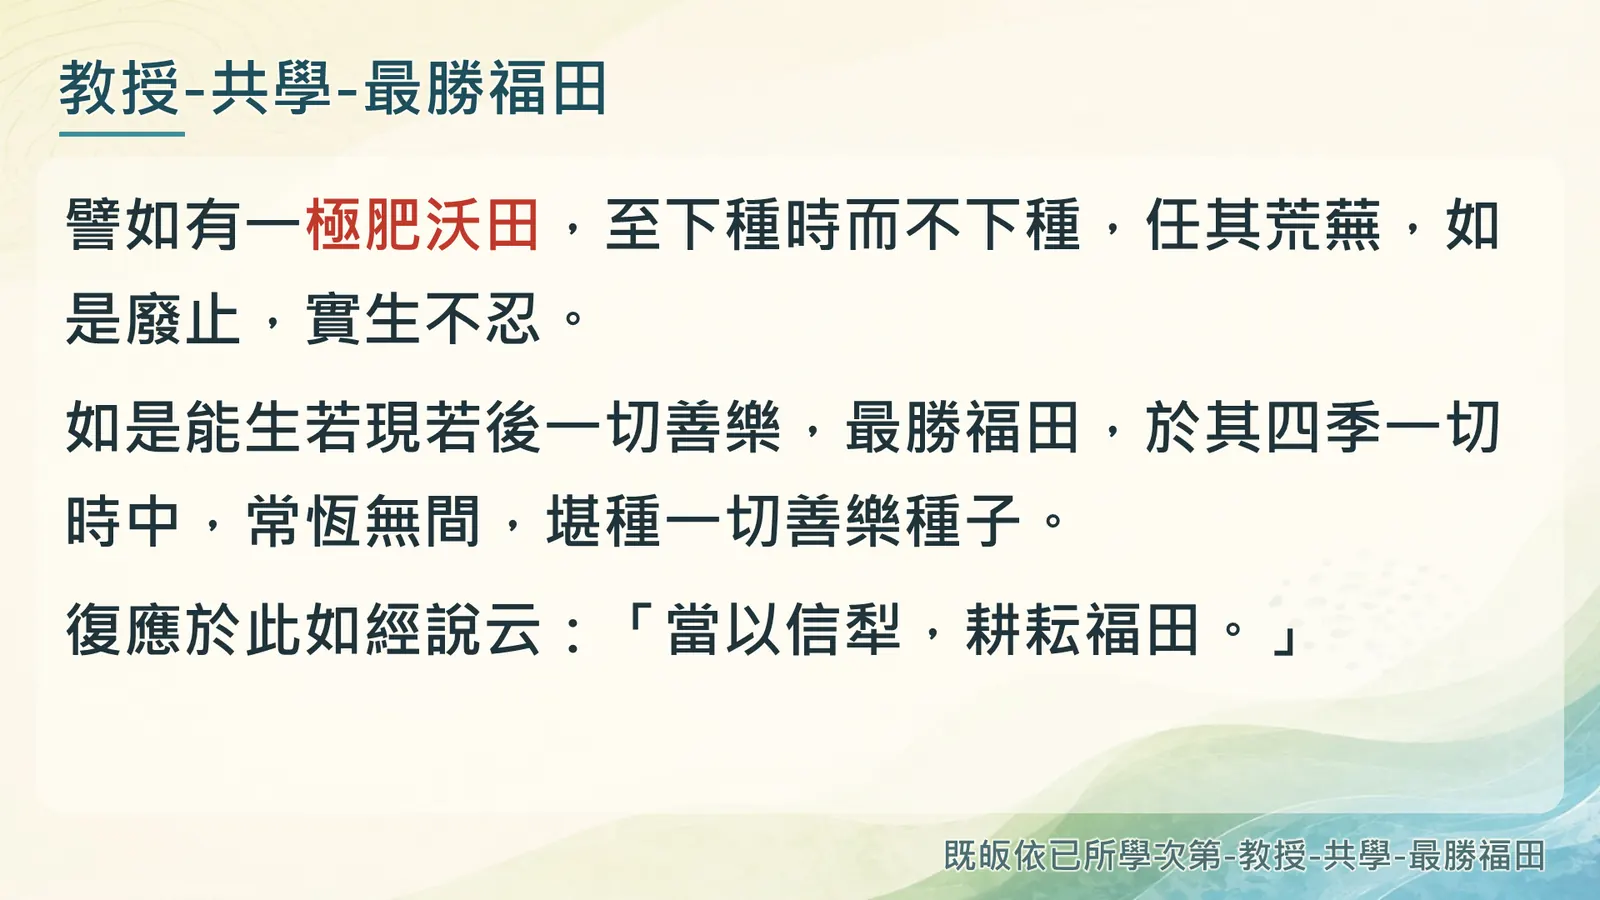 教授-共學-最勝福田
譬如有一極肥沃田，至下種時而不下種，任其荒蕪，如
是廢止，實生不忍。
如是能生若現若後一切善樂，最勝福田，於其四季一切
時中，常恆無間，堪種一切善樂種子。
復應於此如經說云：「當以信犁，耕耘福田。」
既皈依已所學次第-教授-共學-最勝福田